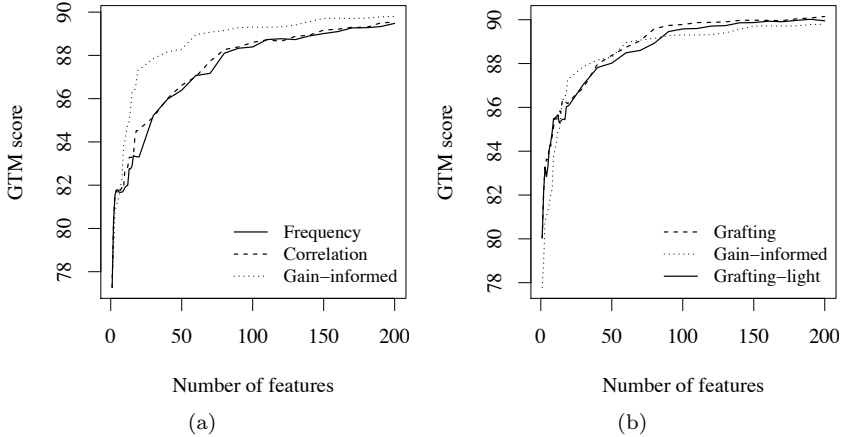 GTM score
90
88
86
84
82
80
78
Frequency
Correlation
Gain−informed
0 50 100 150 200
Number of features
(a)
GTM score
90
88
86
84
82
80
78
Grafting
Gain−informed
Grafting−light
0 50 100 150 200
Number of features
(b)